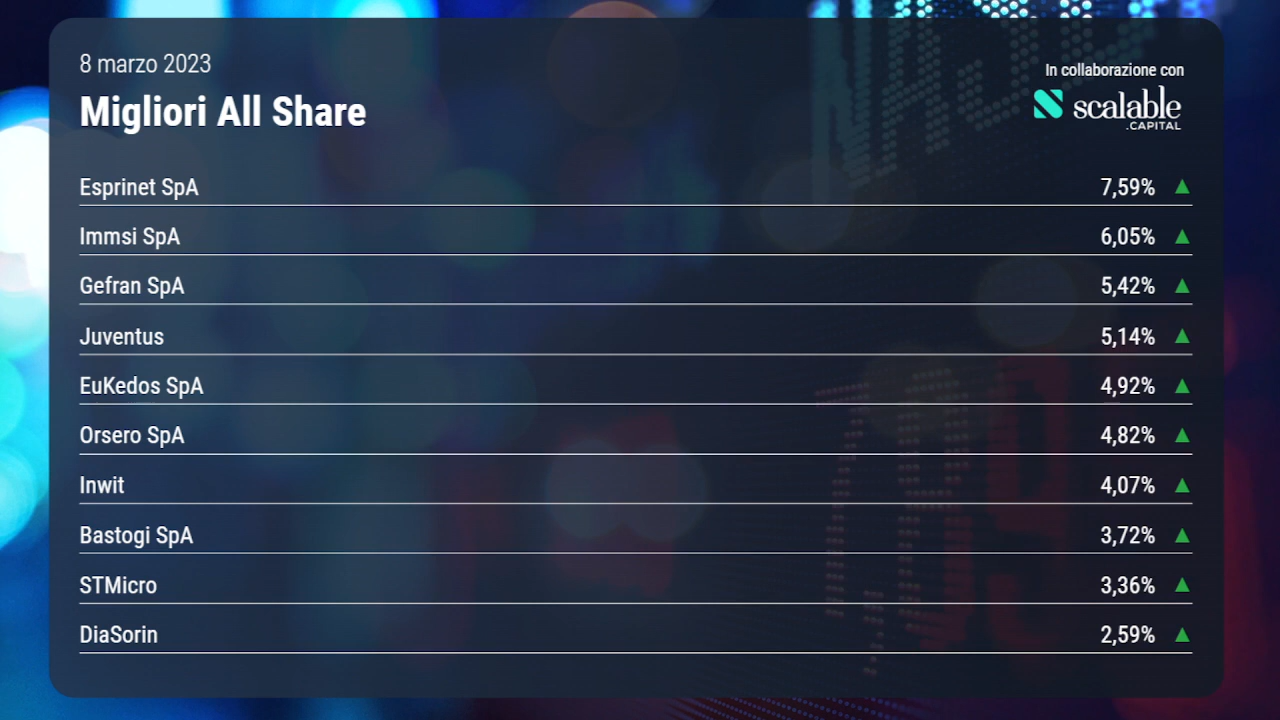 8 marzo 2023
Migliori All Share
In collaborazione con
scalable
.CAPITAL
Esprinet SpA 7,59% ▲
Immsi SpA 6,05% ▲
Gefran SpA 5,42% ▲
Juventus 5,14% ▲
EuKedos SpA 4,92% ▲
Orsero SpA 4,82% ▲
Inwit 4,07% ▲
Bastogi SpA 3,72% ▲
STMicro 3,36% ▲
DiaSorin 2,59% ▲